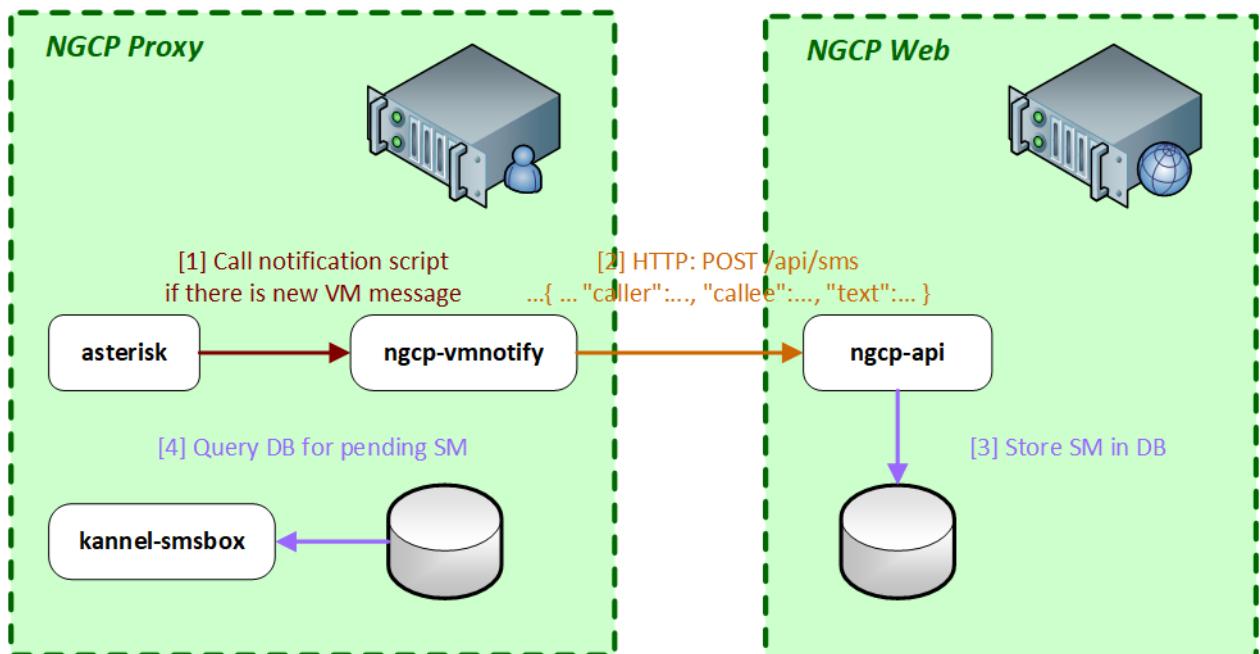 NGCP Proxy
NGCP Web
[1] Call notification script
if there is new VM message
[2] HTTP: POST /api/sms
...{ ... "caller":..., "callee":..., "text":... }
asterisk
ngcp-vmnotify
ngcp-api
[4] Query DB for pending SM
[3] Store SM in DB
kannel-smsbox